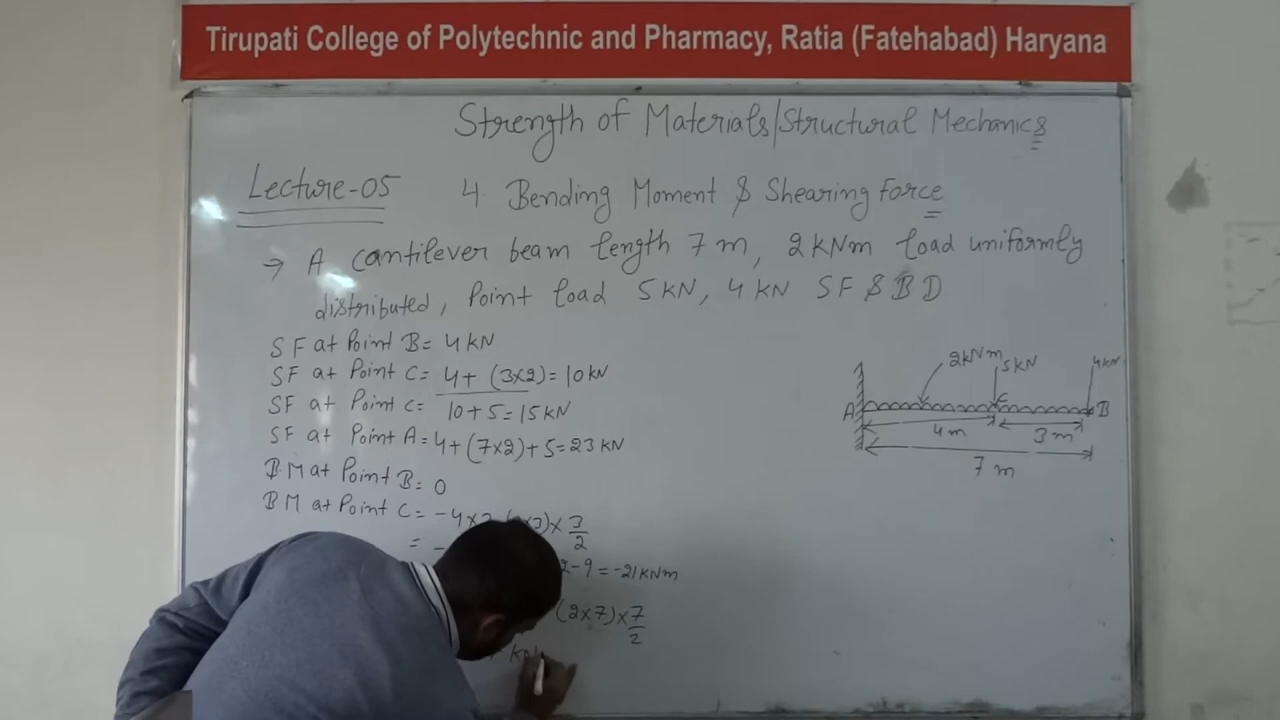 Tirupati College of Polytechnic and Pharmacy, Ratia (Fatehabad) Haryana
Strength of Materials/Structural Mechanics
Lecture-05 4. Bending Moment & Shearing Force
→ A cantilever beam length 7 m, 2 KNm load uniformly
distributed, Point load 5 KN, 4 KN SF & BD
SF at Point B = 4 KN
SF at Point C = 4 + (3×2) = 10 KN
SF at Point C = 10 + 5 = 15 KN
SF at Point A = 4 + (7×2) + 5 = 23 KN
BM at Point B = 0
BM at Point C = -4× ×3)×3/2
= -
2-9 = -21 KNm
(2×7)×7/2
2KNm 5KN 4KN
A C B
4m 3m
7 m